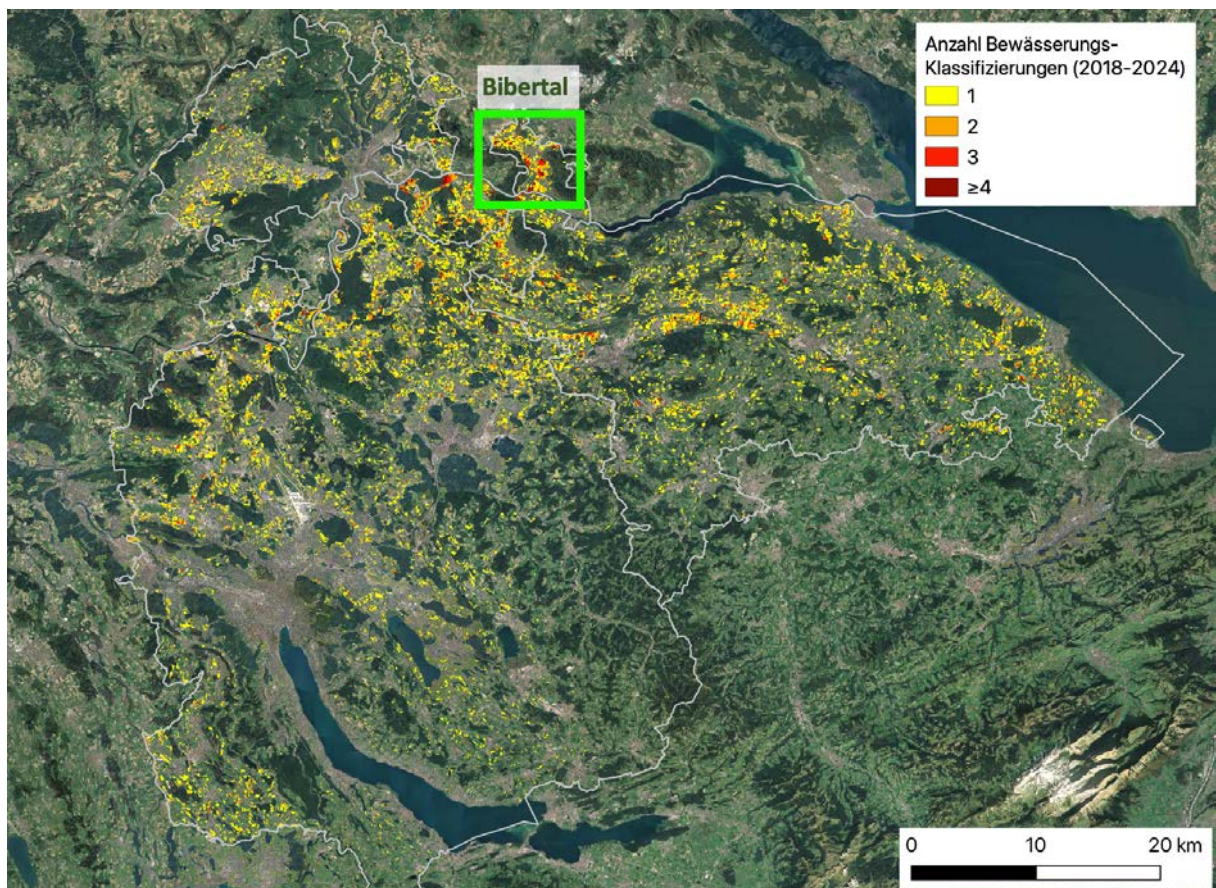 Bibertal
Anzahl Bewässerungs-
Klassifizierungen (2018–2024)
1
2
3
≥4
0
10
20 km